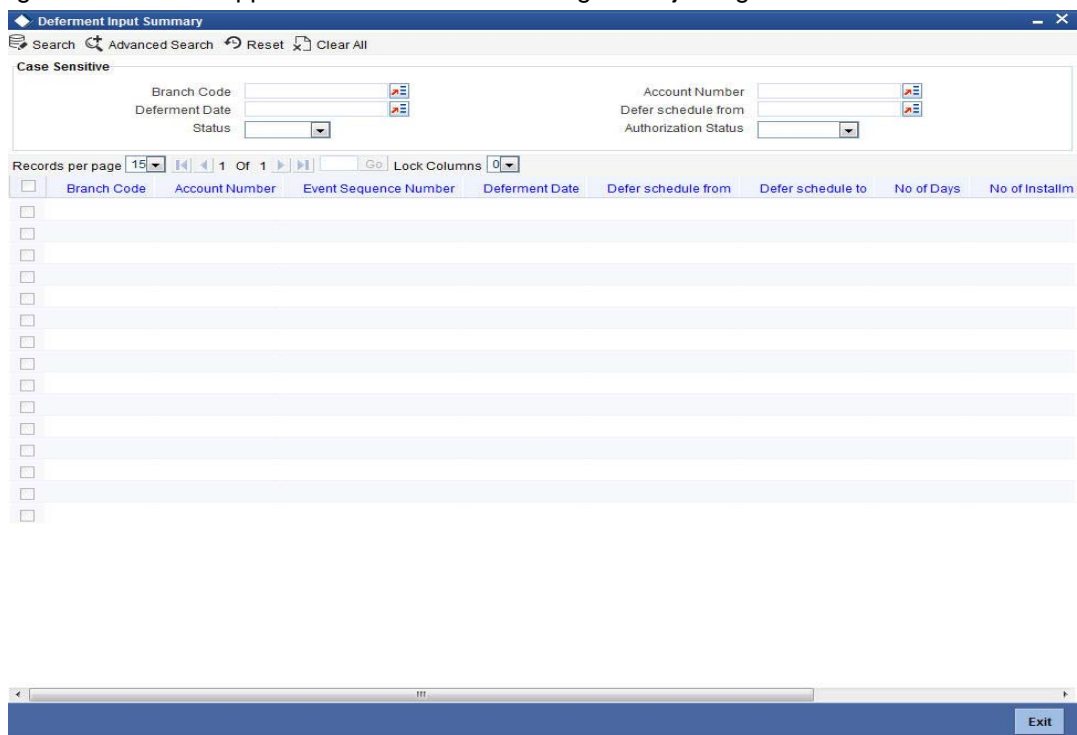 Deferment Input Summary
Search Advanced Search Reset Clear All
Case Sensitive
Branch Code Account Number
Deferment Date Defer schedule from
Status Authorization Status
Records per page 15 1 Of 1 Go Lock Columns 0
Branch Code Account Number Event Sequence Number Deferment Date Defer schedule from Defer schedule to No of Days No of Installm
Exit